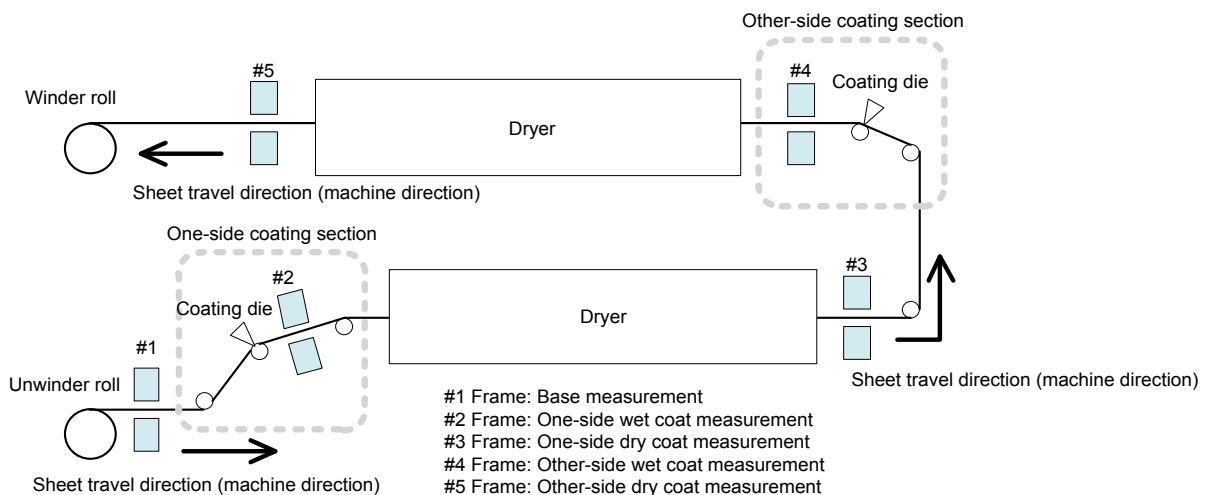 Other-side coating section
#5
#4
Coating die
Winder roll
Dryer
Sheet travel direction (machine direction)
One-side coating section
#2
#3
Coating die
Dryer
#1
Unwinder roll
Sheet travel direction (machine direction)
#1 Frame: Base measurement
#2 Frame: One-side wet coat measurement
#3 Frame: One-side dry coat measurement
#4 Frame: Other-side wet coat measurement
#5 Frame: Other-side dry coat measurement
Sheet travel direction (machine direction)